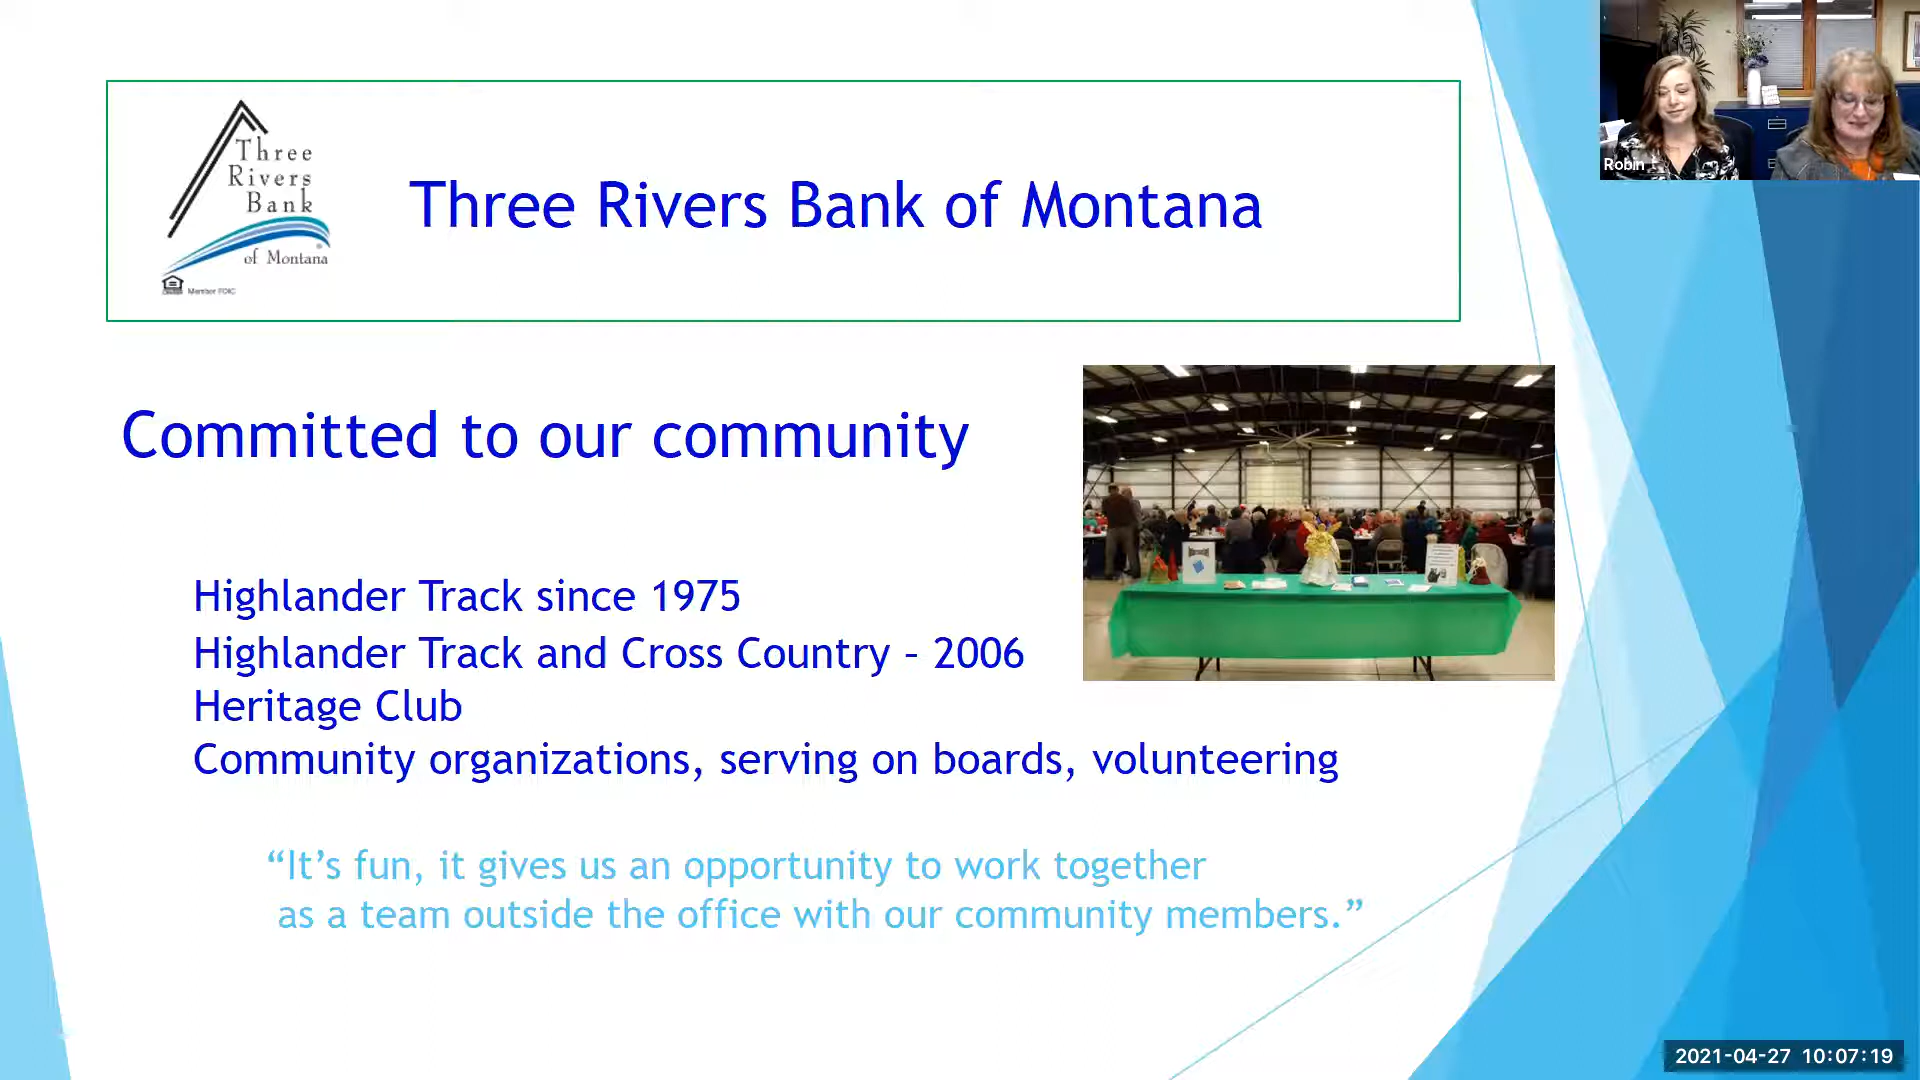 Three
Rivers
Bank
of Montana
Member FDIC
Three Rivers Bank of Montana
Robin
Committed to our community
Highlander Track since 1975
Highlander Track and Cross Country – 2006
Heritage Club
Community organizations, serving on boards, volunteering
“It’s fun, it gives us an opportunity to work together
as a team outside the office with our community members.”
2021-04-27 10:07:19